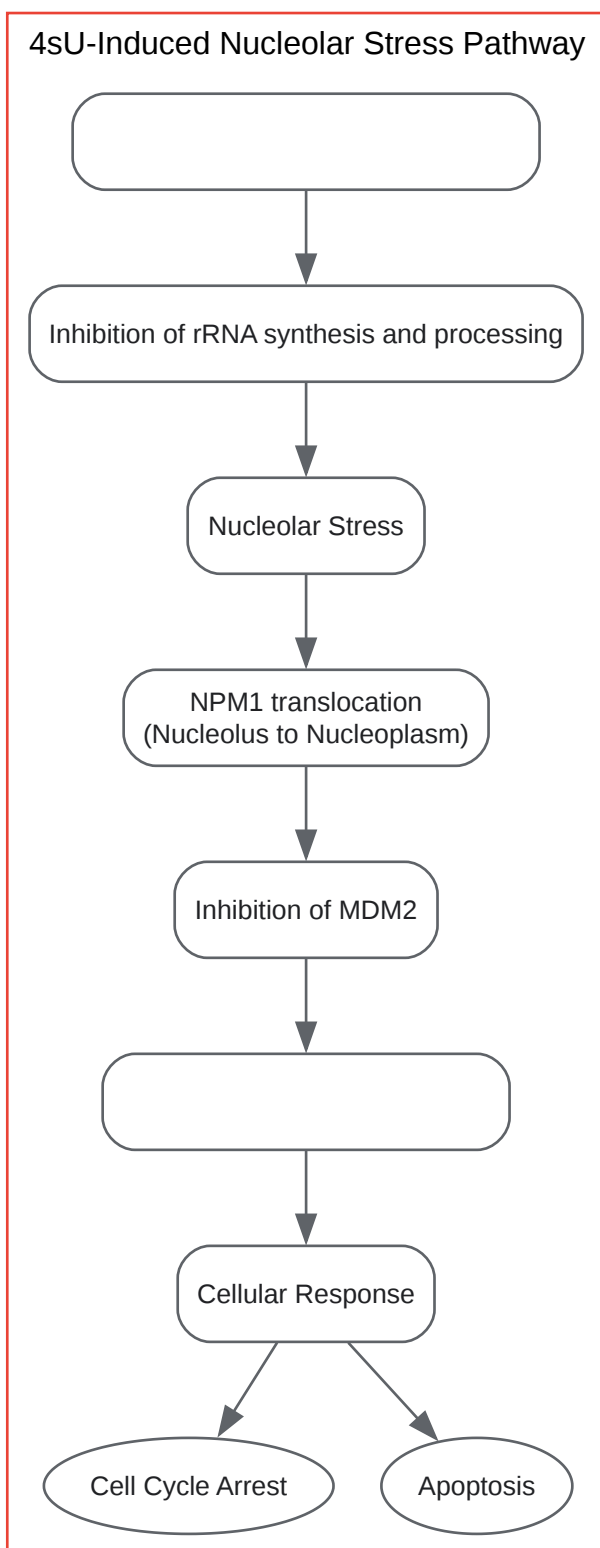 4sU-Induced Nucleolar Stress Pathway
Inhibition of rRNA synthesis and processing
Nucleolar Stress
NPM1 translocation
(Nucleolus to Nucleoplasm)
Inhibition of MDM2
Cellular Response
Cell Cycle Arrest
Apoptosis